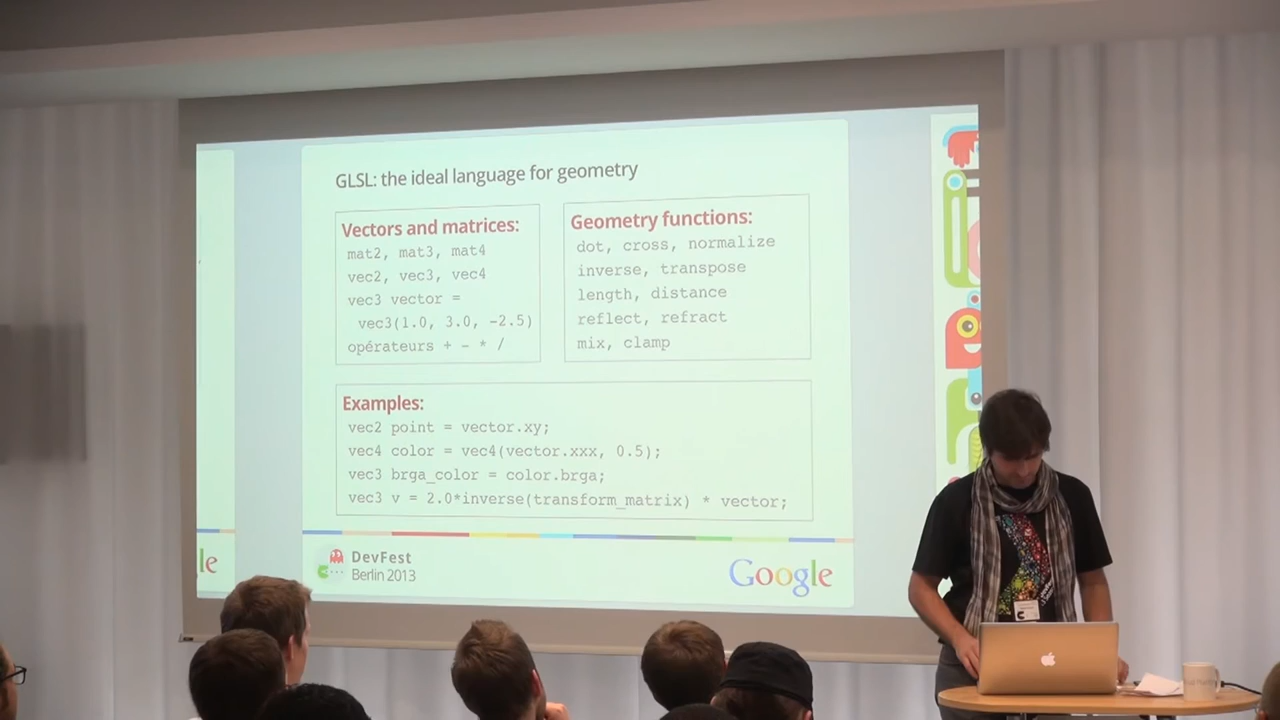 GLSL: the ideal language for geometry
Vectors and matrices:
mat2, mat3, mat4
vec2, vec3, vec4
vec3 vector =
vec3(1.0, 3.0, -2.5)
opérateurs + - * /
Geometry functions:
dot, cross, normalize
inverse, transpose
length, distance
reflect, refract
mix, clamp
Examples:
vec2 point = vector.xy;
vec4 color = vec4(vector.xxx, 0.5);
vec3 brga_color = color.brga;
vec3 v = 2.0*inverse(transform_matrix) * vector;
le
DevFest
Berlin 2013
Google